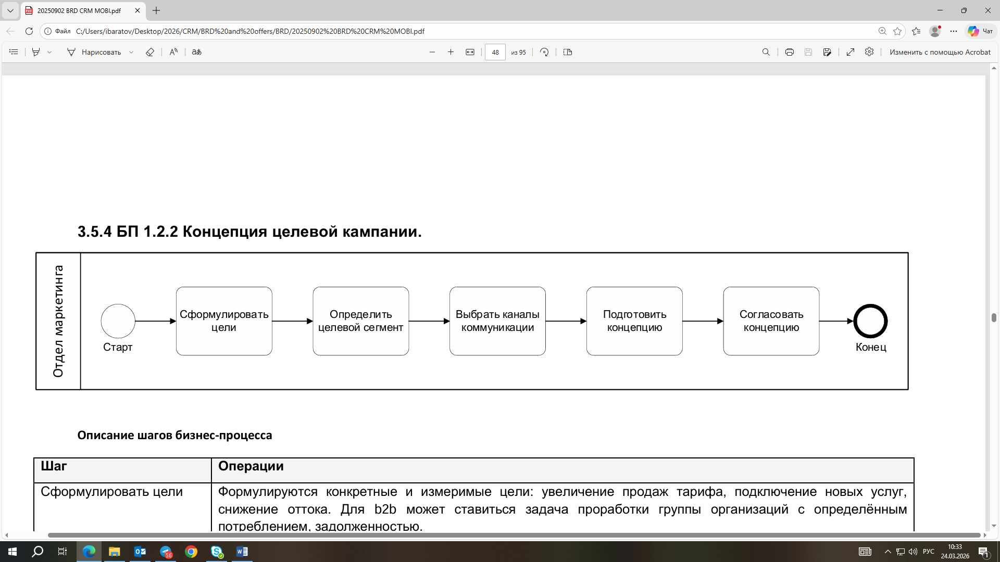 20250902 BRD CRM MOBI.pdf
Файл C:/Users/ibaratov/Desktop/2026/CRM/BRD%20and%20offers/BRD/20250902%20BRD%20CRM%20MOBI.pdf
Чат
Нарисовать
48 из 95
Изменить с помощью Acrobat
3.5.4 БП 1.2.2 Концепция целевой кампании.
Отдел маркетинга
Старт
Сформулировать
цели
Определить
целевой сегмент
Выбрать каналы
коммуникации
Подготовить
концепцию
Согласовать
концепцию
Конец
Описание шагов бизнес-процесса
Шаг Операции
Сформулировать цели Формулируются конкретные и измеримые цели: увеличение продаж тарифа, подключение новых услуг,
снижение оттока. Для b2b может ставиться задача проработки группы организаций с определённым
потреблением, задолженностью.
56
РУС
10:33
24.03.2026
1